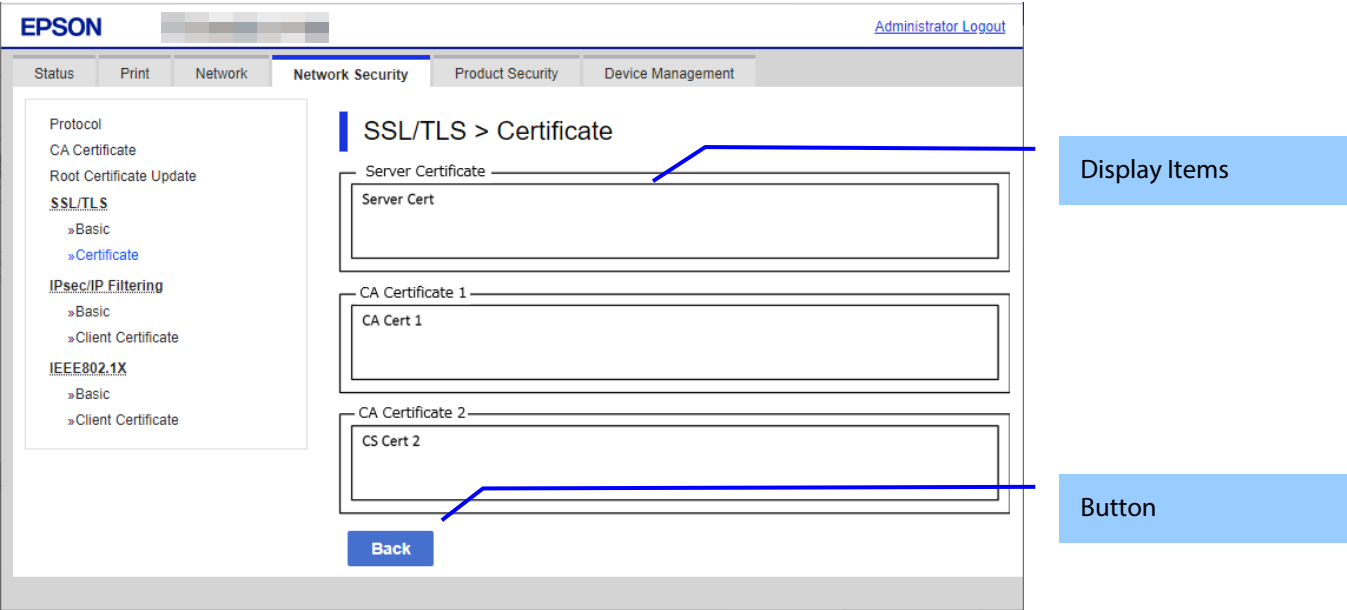 EPSON
Administrator Logout
Status Print Network Network Security Product Security Device Management
Protocol
CA Certificate
Root Certificate Update
SSL/TLS
»Basic
»Certificate
IPsec/IP Filtering
»Basic
»Client Certificate
IEEE802.1X
»Basic
»Client Certificate
SSL/TLS > Certificate
Server Certificate
Server Cert
CA Certificate 1
CA Cert 1
CA Certificate 2
CS Cert 2
Back
Display Items
Button